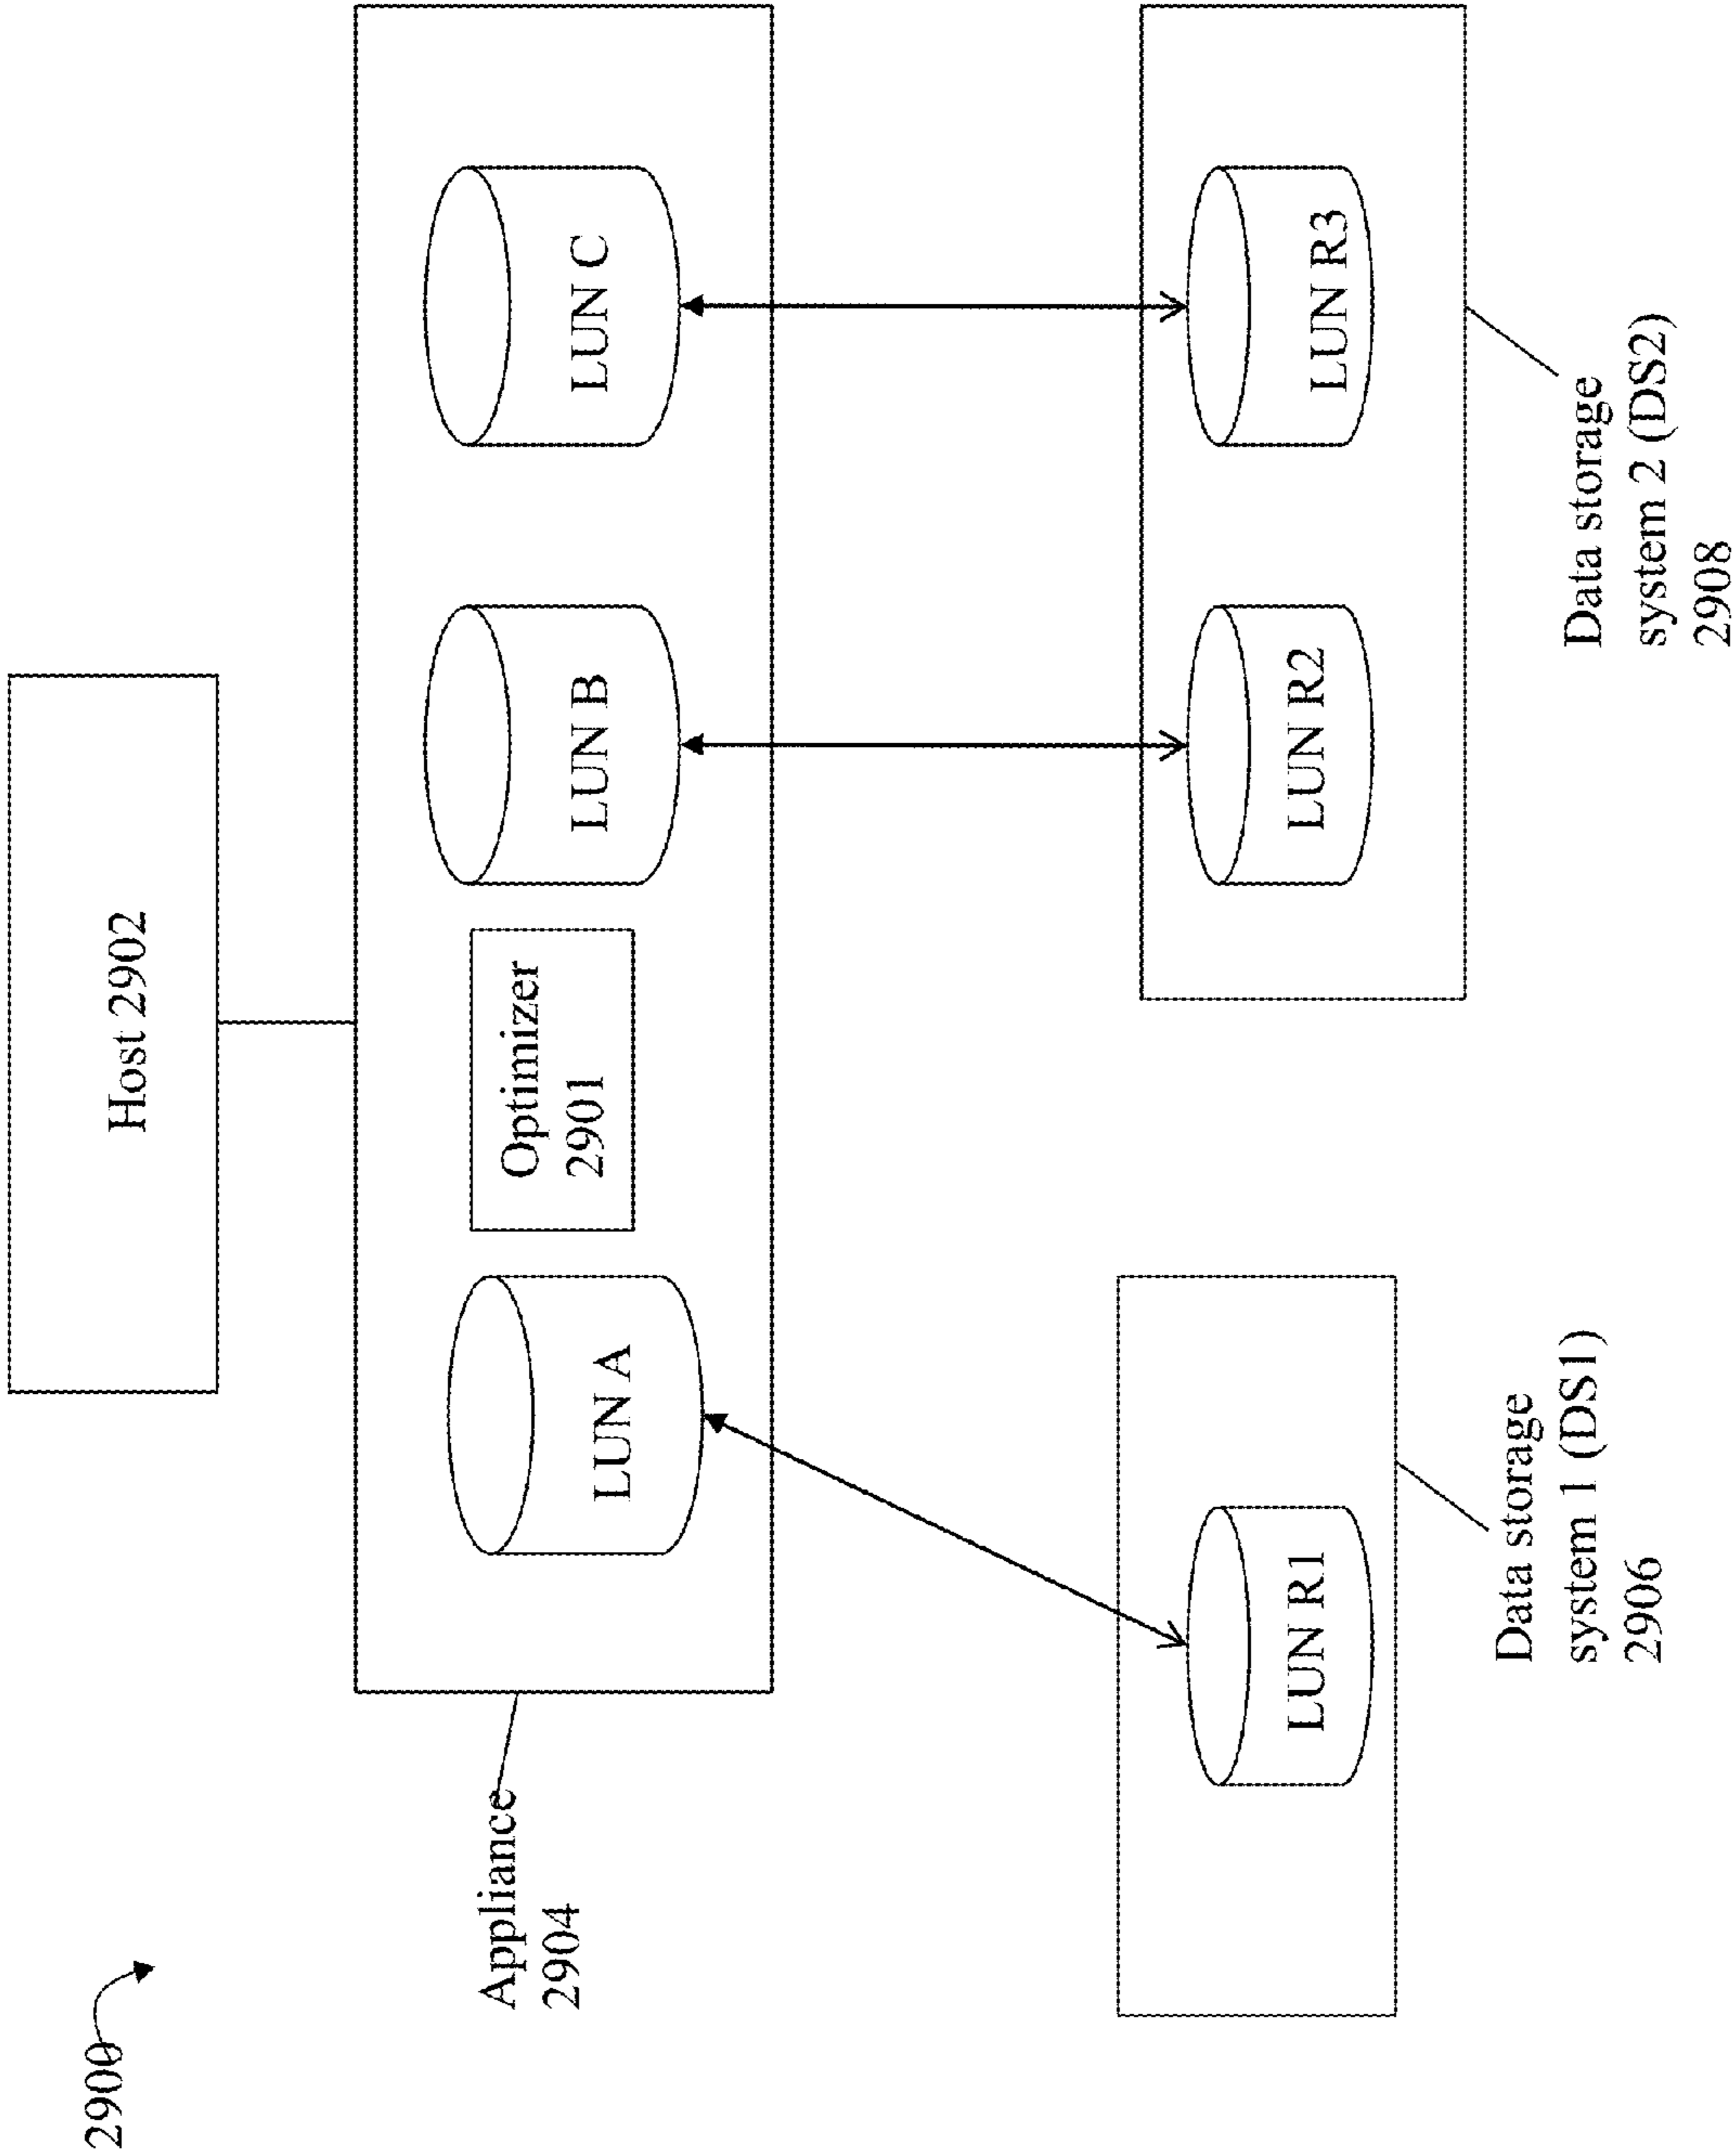 2900
Host 2902
Appliance
2904
LUN A
Optimizer
2901
LUN B
LUN C
LUN R1
LUN R2
LUN R3
Data storage
system 1 (DS1)
2906
Data storage
system 2 (DS2)
2908